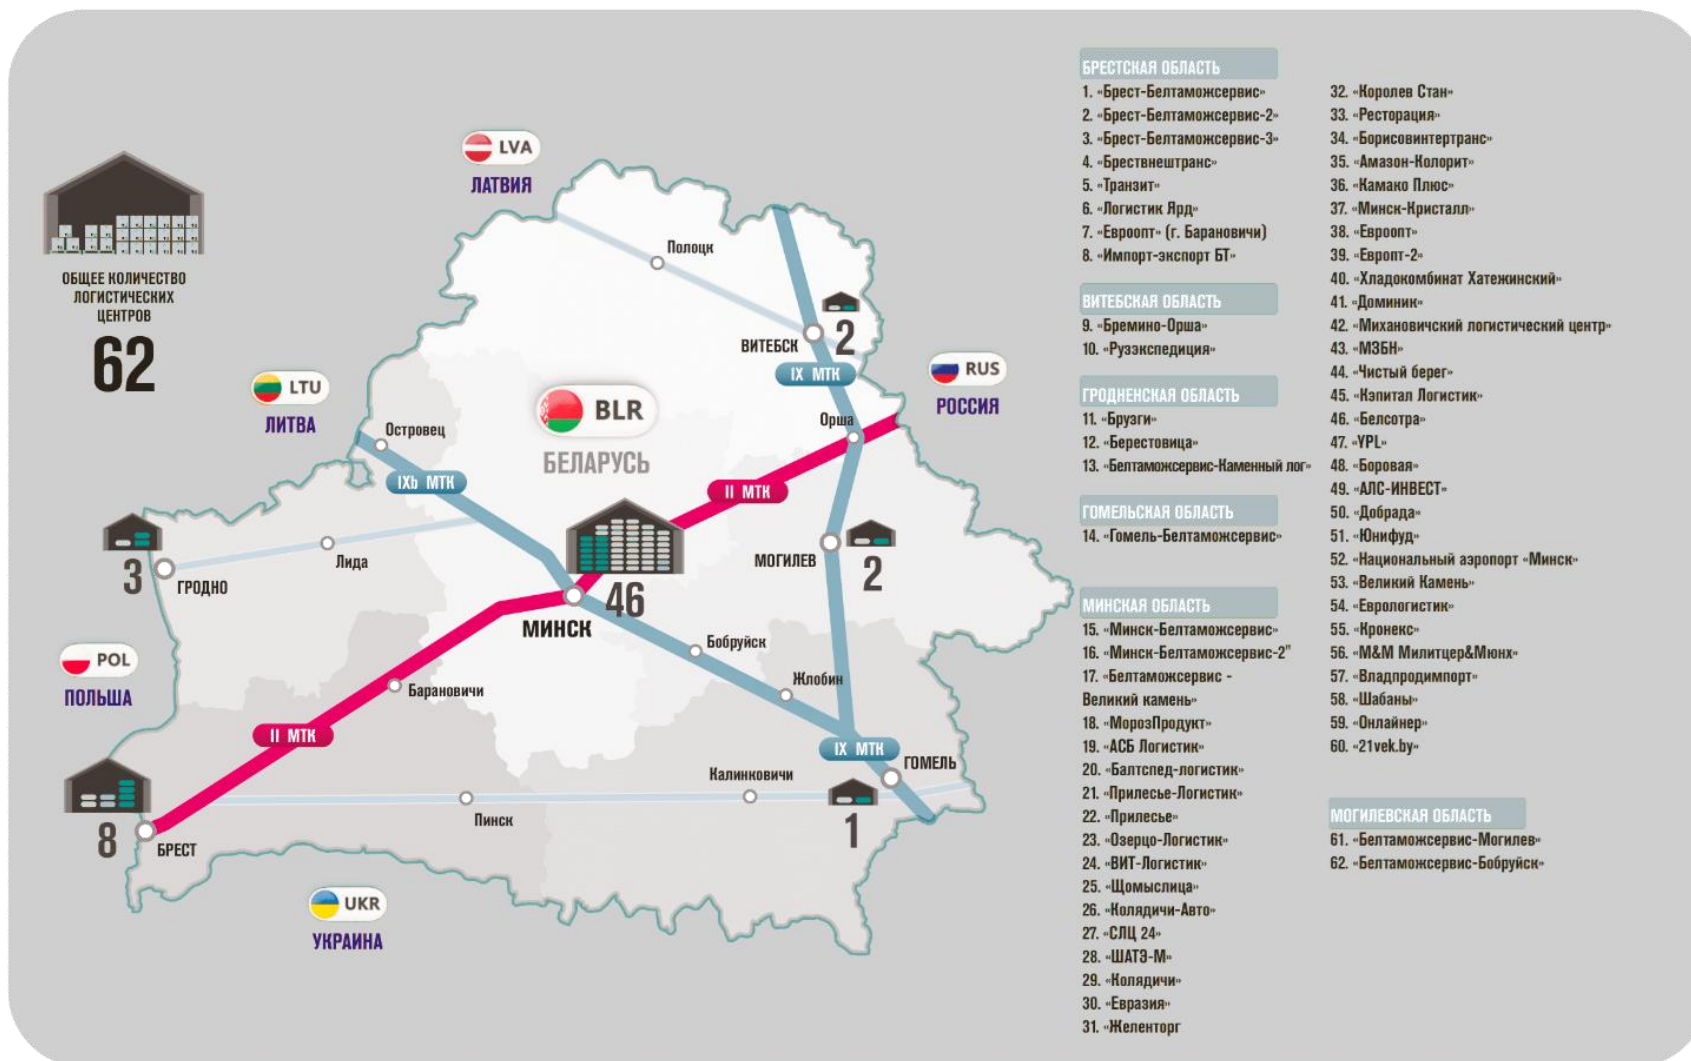 ОБЩЕЕ КОЛИЧЕСТВО
ЛОГИСТИЧЕСКИХ
ЦЕНТРОВ
62
LVA
ЛАТВИЯ
Полоцк
2
ВИТЕБСК
IX МТК
LTU
ЛИТВА
RUS
РОССИЯ
BLR
БЕЛАРУСЬ
Островец
Орша
IXb МТК
II МТК
3
ГРОДНО
Лида
МОГИЛЕВ
2
46
МИНСК
Бобруйск
POL
ПОЛЬША
Жлобин
Барановичи
II МТК
IX МТК
ГОМЕЛЬ
Калинковичи
Пинск
1
8
БРЕСТ
UKR
УКРАИНА
БРЕСТСКАЯ ОБЛАСТЬ
1. «Брест-Белтаможсервис»
2. «Брест-Белтаможсервис-2»
3. «Брест-Белтаможсервис-3»
4. «Брествнештранс»
5. «Транзит»
6. «Логистик Ярд»
7. «Евроопт» (г. Барановичи)
8. «Импорт-экспорт БТ»
ВИТЕБСКАЯ ОБЛАСТЬ
9. «Бремино-Орша»
10. «Рузэкспедиция»
ГРОДНЕНСКАЯ ОБЛАСТЬ
11. «Брузги»
12. «Берестовица»
13. «Белтаможсервис-Каменный лог»
ГОМЕЛЬСКАЯ ОБЛАСТЬ
14. «Гомель-Белтаможсервис»
МИНСКАЯ ОБЛАСТЬ
15. «Минск-Белтаможсервис»
16. «Минск-Белтаможсервис-2"
17. «Белтаможсервис -
Великий камень»
18. «МорозПродукт»
19. «АСБ Логистик»
20. «Балтспед-логистик»
21. «Прилесье-Логистик»
22. «Прилесье»
23. «Озерцо-Логистик»
24. «ВИТ-Логистик»
25. «Щомыслица»
26. «Колядичи-Авто»
27. «СЛЦ 24»
28. «ШАТЭ-М»
29. «Колядичи»
30. «Евразия»
31. «Желенторг
32. «Королев Стан»
33. «Ресторация»
34. «Борисовинтертранс»
35. «Амазон-Колорит»
36. «Камако Плюс»
37. «Минск-Кристалл»
38. «Евроопт»
39. «Европт-2»
40. «Хладокомбинат Хатежинский»
41. «Доминик»
42. «Михановичский логистический центр»
43. «МЗБН»
44. «Чистый берег»
45. «Кэпитал Логистик»
46. «Белсотра»
47. «YPL»
48. «Боровая»
49. «АЛС-ИНВЕСТ»
50. «Добрада»
51. «Юнифуд»
52. «Национальный аэропорт «Минск»
53. «Великий Камень»
54. «Еврологистик»
55. «Кронекс»
56. «М&М Милитцер&Мюнх»
57. «Владпродимпорт»
58. «Шабаны»
59. «Онлайнер»
60. «21vek.by»
МОГИЛЕВСКАЯ ОБЛАСТЬ
61. «Белтаможсервис-Могилев»
62. «Белтаможсервис-Бобруйск»